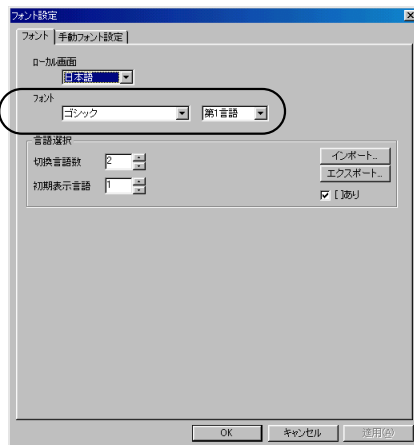 フォント設定
フォント 手動フォント設定
ローカル画面
日本語
フォント
ゴシック 第1言語
言語選択
切換言語数 2 インポート...
エクスポート...
初期表示言語 1
[ ]あり
OK キャンセル 適用(A)